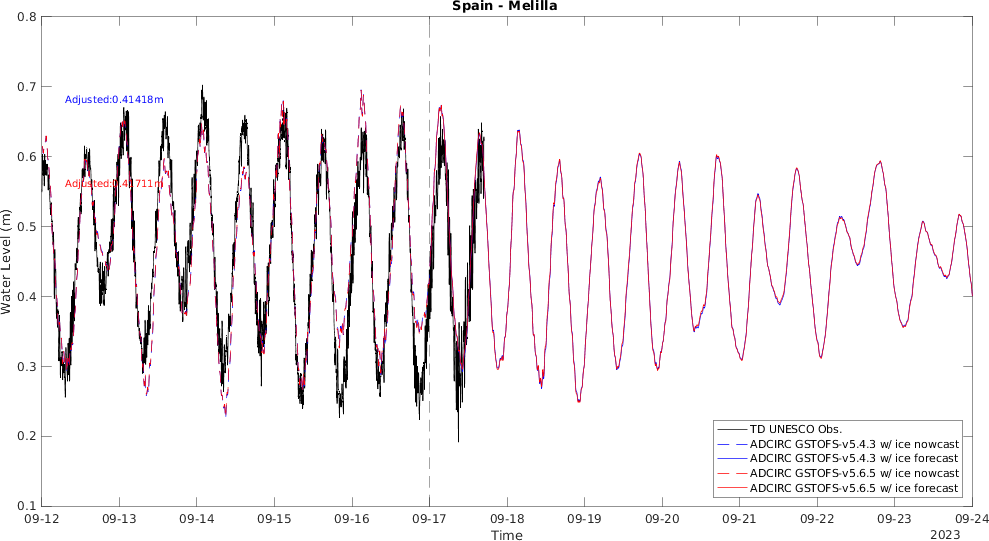 Spain - Melilla
0.8
0.7
0.6
0.5
0.4
0.3
0.2
0.1
Water Level (m)
Adjusted:0.41418m
Adjusted:0.41711m
TD UNESCO Obs.
ADCIRC GSTOFS-v5.4.3 w/ ice nowcast
ADCIRC GSTOFS-v5.4.3 w/ ice forecast
ADCIRC GSTOFS-v5.6.5 w/ ice nowcast
ADCIRC GSTOFS-v5.6.5 w/ ice forecast
09-12 09-13 09-14 09-15 09-16 09-17 09-18 09-19 09-20 09-21 09-22 09-23 09-24
Time
2023